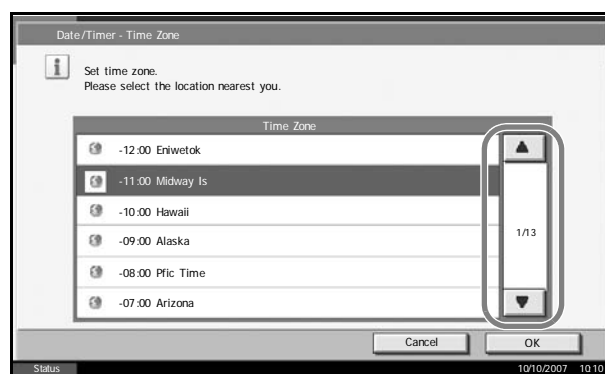 Date/Timer - Time Zone
Set time zone.
Please select the location nearest you.
Time Zone
-12:00 Eniwetok
-11:00 Midway Is
-10:00 Hawaii
-09:00 Alaska
1/13
-08:00 Pfic Time
-07:00 Arizona
Cancel
OK
Status
10/10/2007 10:10